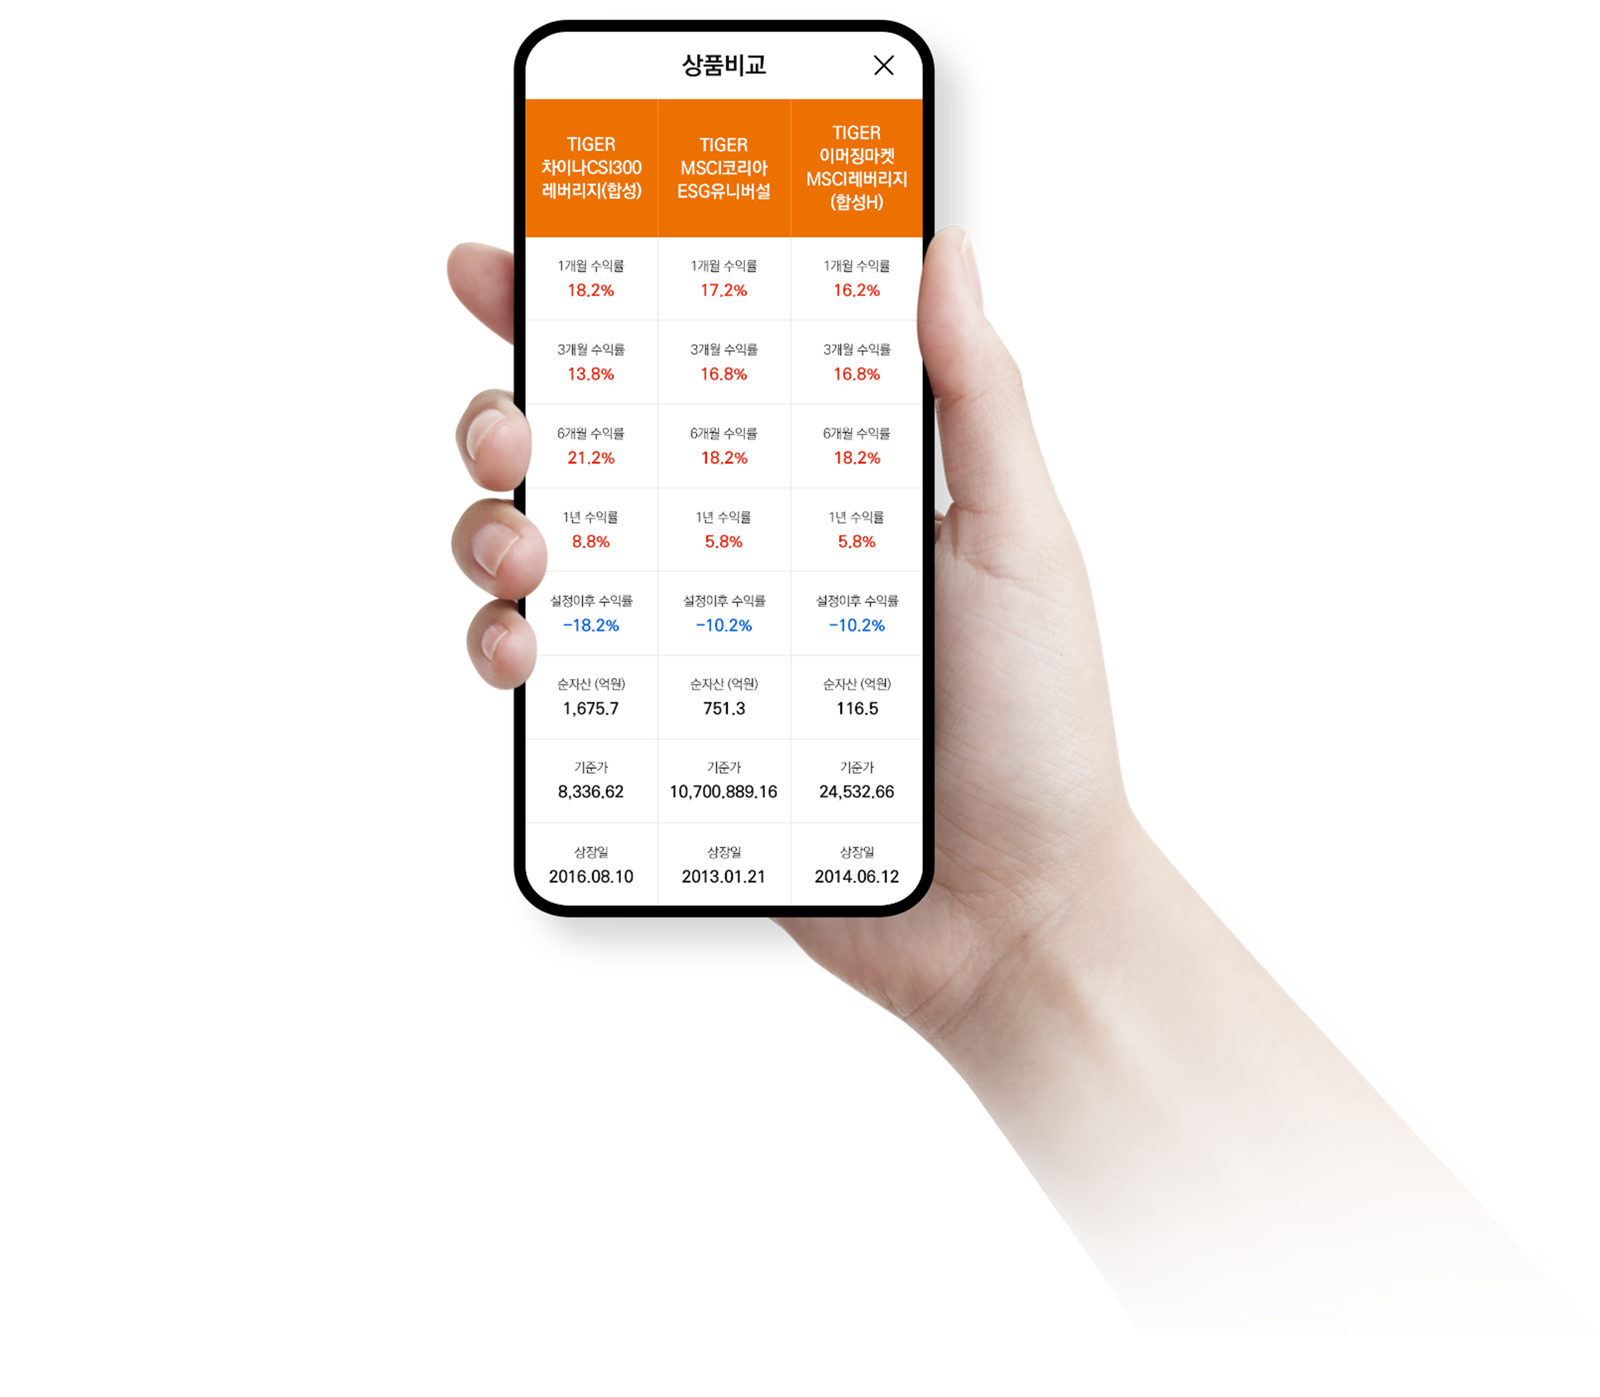 상품비교
TIGER
차이나CSI300
레버리지(합성)
TIGER
MSCI코리아
ESG유니버설
TIGER
이머징마켓
MSCI레버리지
(합성H)
1개월 수익률
18.2%
1개월 수익률
17.2%
1개월 수익률
16.2%
3개월 수익률
13.8%
3개월 수익률
16.8%
3개월 수익률
16.8%
6개월 수익률
21.2%
6개월 수익률
18.2%
6개월 수익률
18.2%
1년 수익률
8.8%
1년 수익률
5.8%
1년 수익률
5.8%
설정이후 수익률
-18.2%
설정이후 수익률
-10.2%
설정이후 수익률
-10.2%
순자산 (억원)
1,675.7
순자산 (억원)
751.3
순자산 (억원)
116.5
기준가
8,336.62
기준가
10,700.889.16
기준가
24,532.66
상장일
2016.08.10
상장일
2013.01.21
상장일
2014.06.12